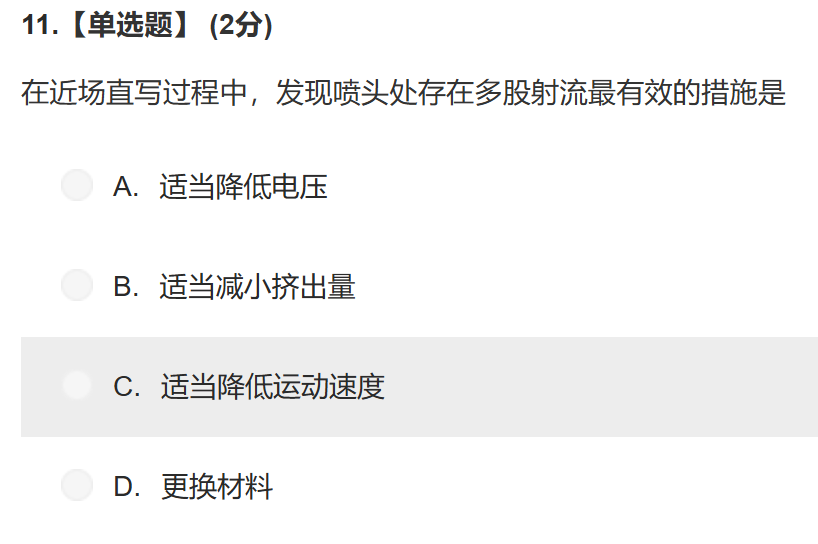 11.【单选题】 (2分)
在近场直写过程中，发现喷头处存在多股射流最有效的措施是
A. 适当降低电压
B. 适当减小挤出量
C. 适当降低运动速度
D. 更换材料